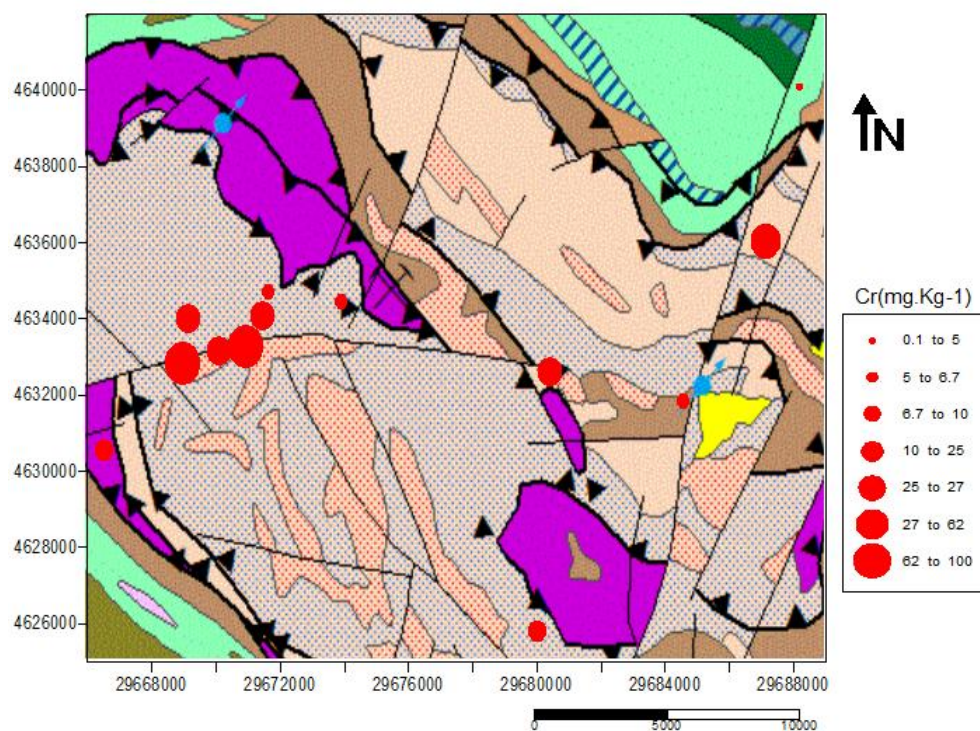 4640000
4638000
4636000
4634000
4632000
4630000
4628000
4626000
29668000 29672000 29676000 29680000 29684000 29688000
0 5000 10000
N
Cr(mg.Kg-1)
0.1 to 5
5 to 6.7
6.7 to 10
10 to 25
25 to 27
27 to 62
62 to 100